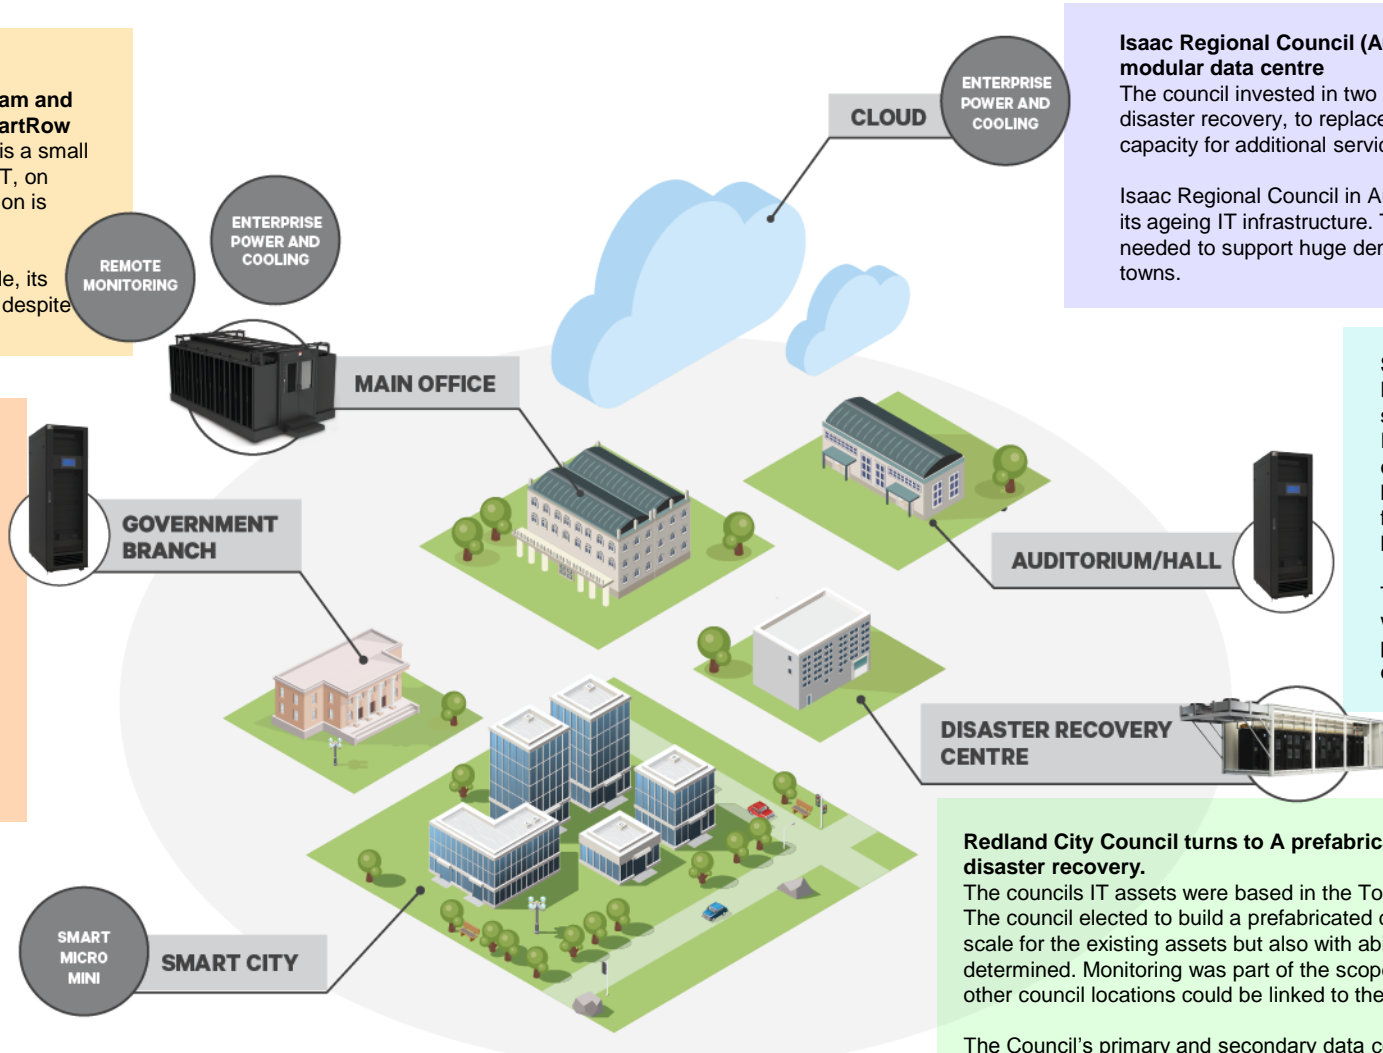 am and
artRow
is a small
T, on
on is
le, its
despite
REMOTE
MONITORING
ENTERPRISE
POWER AND
COOLING
MAIN OFFICE
GOVERNMENT
BRANCH
CLOUD
ENTERPRISE
POWER AND
COOLING
Isaac Regional Council (A
modular data centre
The council invested in two
disaster recovery, to replace
capacity for additional servic
Isaac Regional Council in A
its ageing IT infrastructure. T
needed to support huge der
towns.
AUDITORIUM/HALL
DISASTER RECOVERY
CENTRE
Redland City Council turns to A prefabric
disaster recovery.
The councils IT assets were based in the To
The council elected to build a prefabricated
scale for the existing assets but also with abi
determined. Monitoring was part of the scop
other council locations could be linked to the
The Council's primary and secondary data c
SMART
MICRO
MINI
SMART CITY